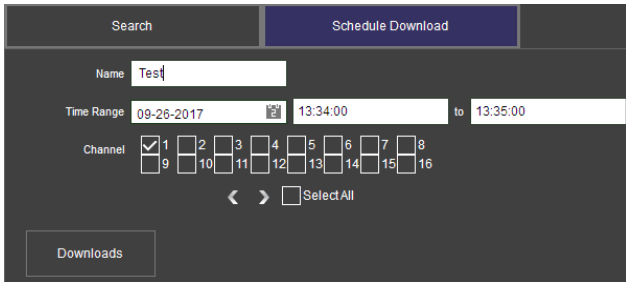 Search Schedule Download
Name Test
Time Range 09-26-2017 2 13:34:00 to 13:35:00
Channel 1 2 3 4 5 6 7 8
9 10 11 12 13 14 15 16
Select All
Downloads